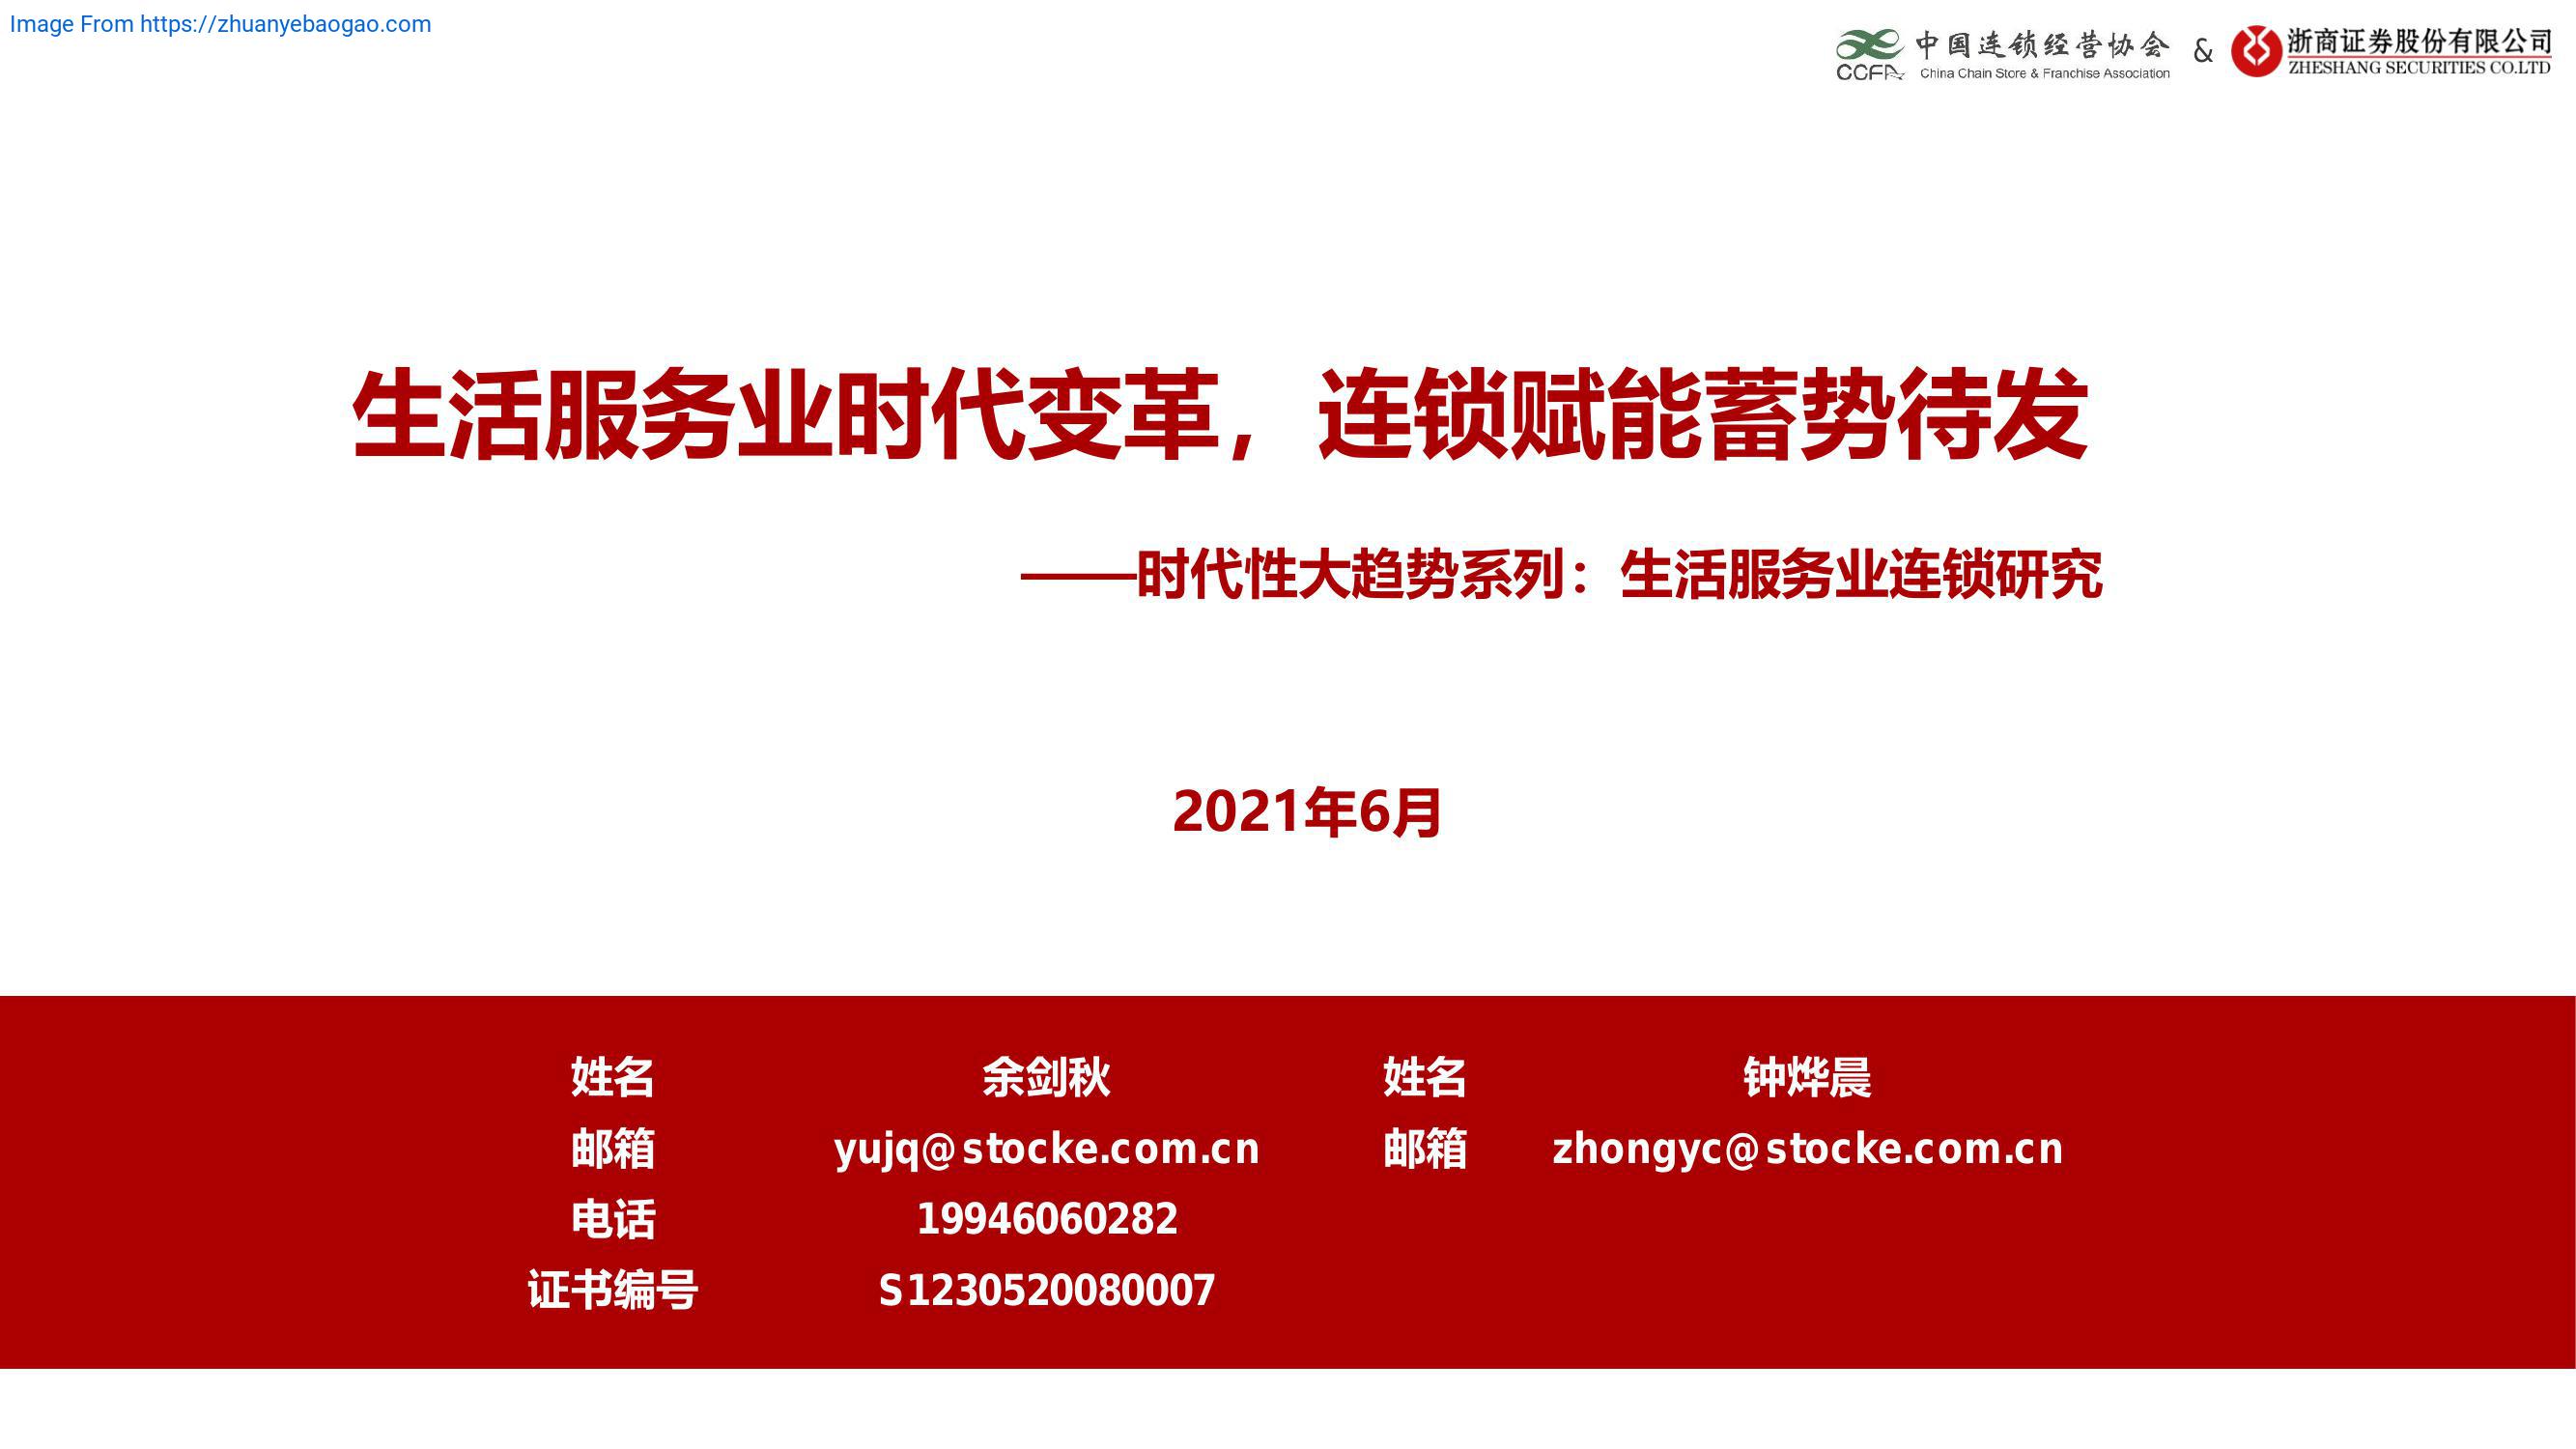 Image From https://zhuanyebaogao.com
中国连锁经营协会 & 浙商证券股份有限公司
CCFA China Chain Store & Franchise Association ZHESHANG SECURITIES CO.LTD
生活服务业时代变革，连锁赋能蓄势待发
——时代性大趋势系列：生活服务业连锁研究
2021年6月
姓名 余剑秋 姓名 钟烨晨
邮箱 yujq@stocke.com.cn 邮箱 zhongyc@stocke.com.cn
电话 19946060282
证书编号 S1230520080007